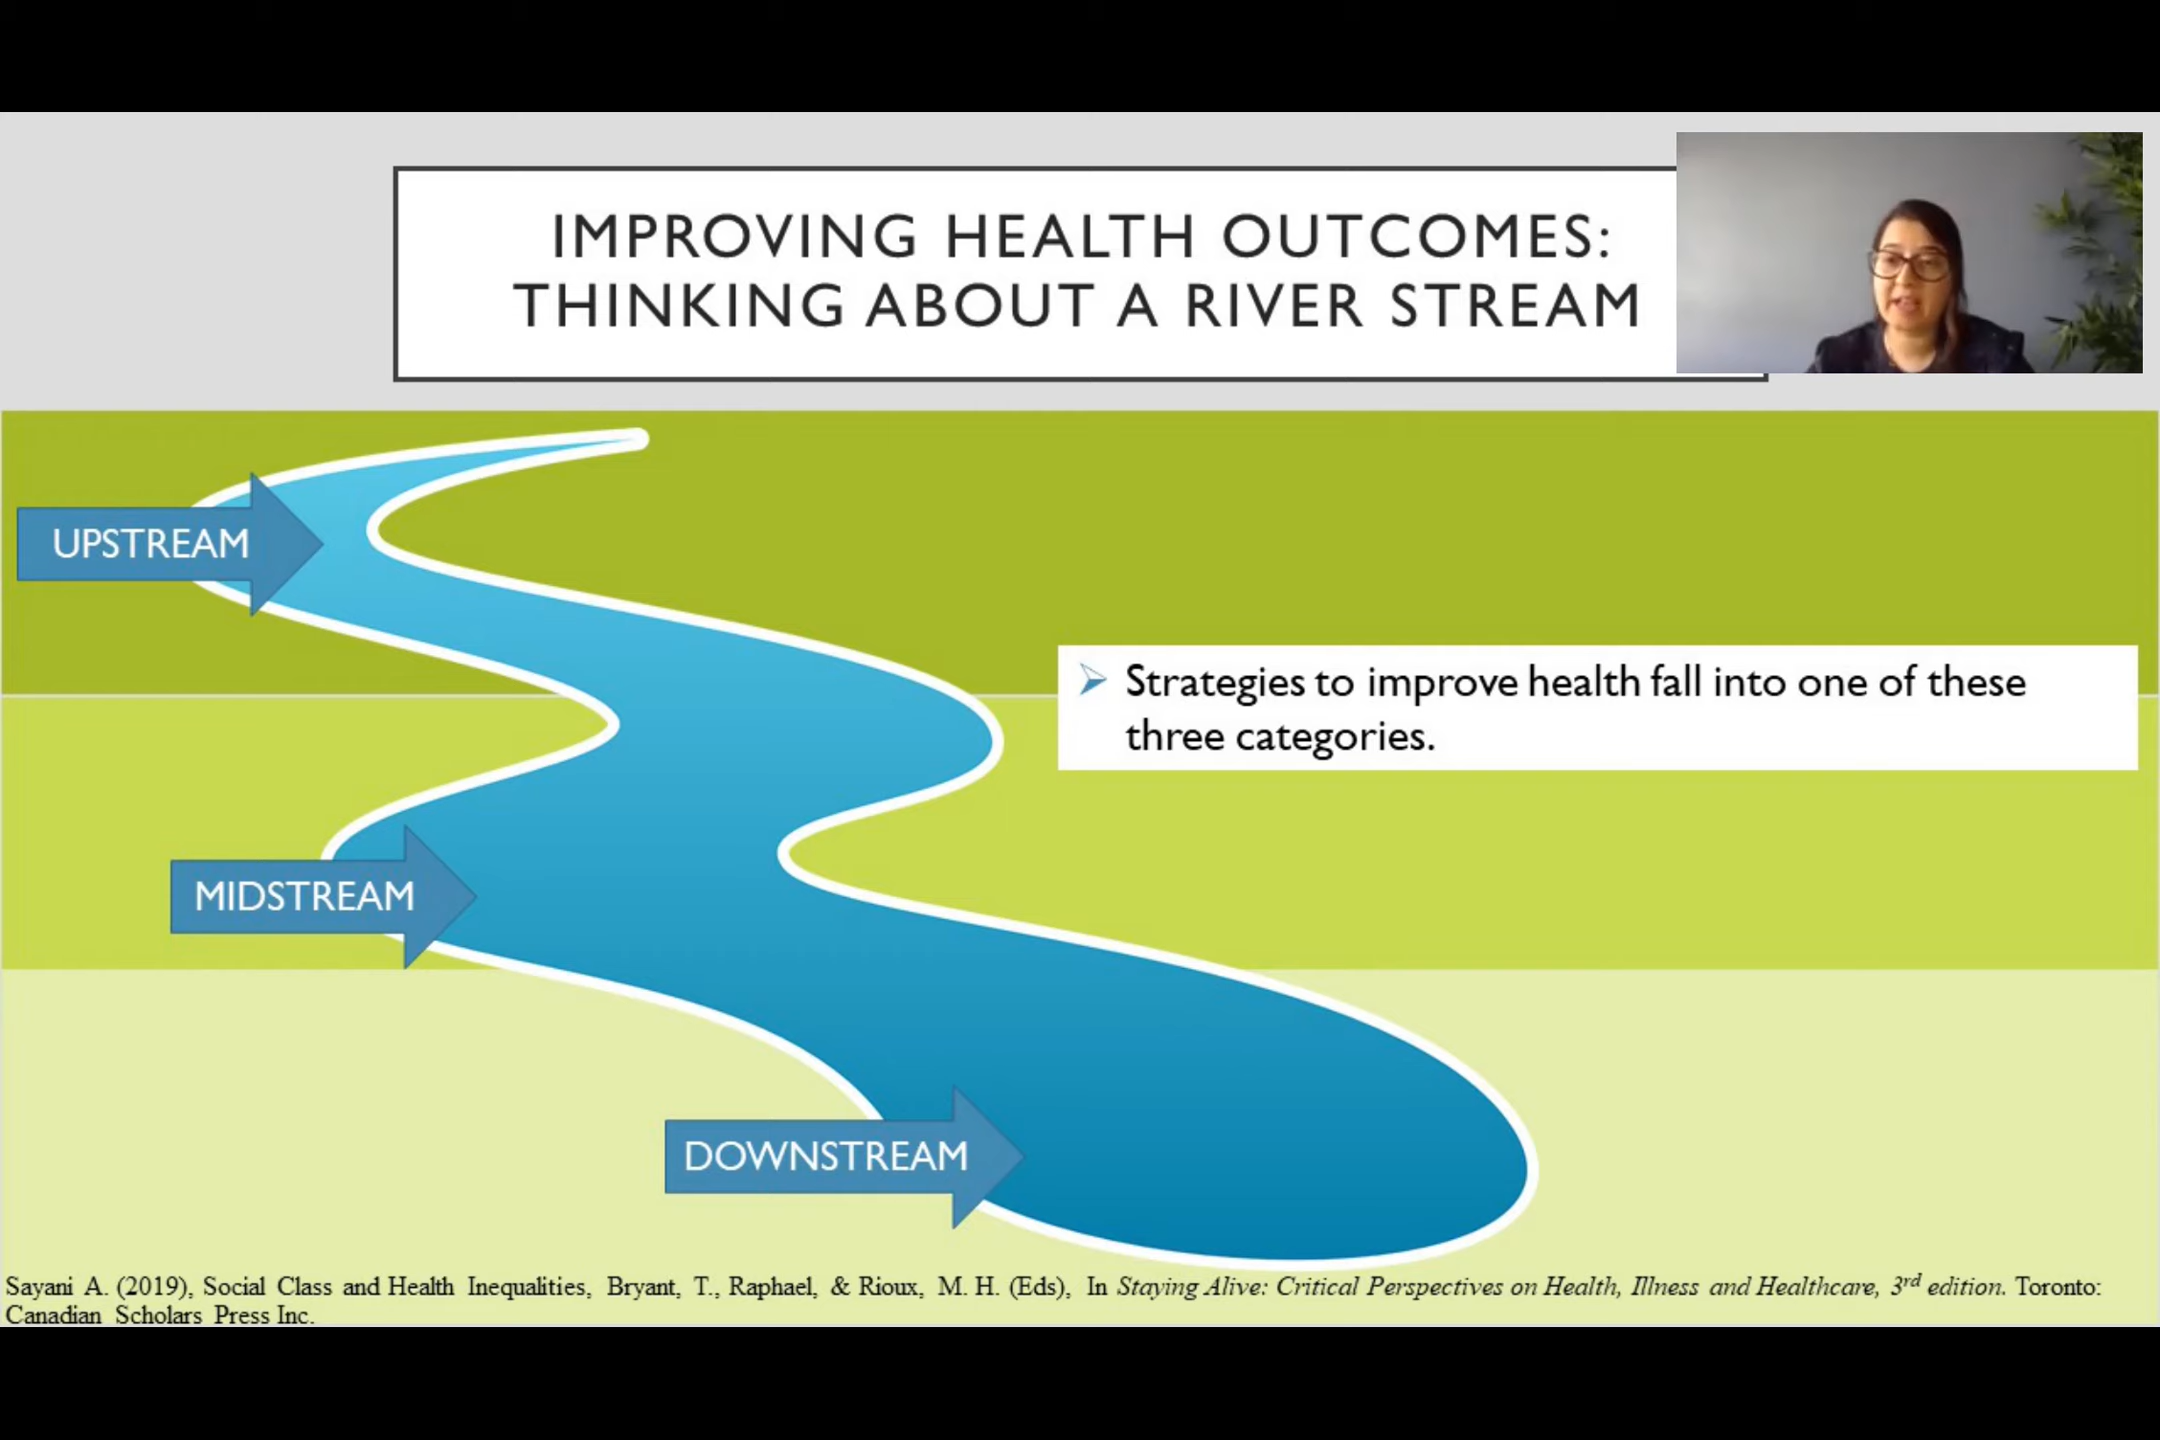 IMPROVING HEALTH OUTCOMES:
THINKING ABOUT A RIVER STREAM
UPSTREAM
Strategies to improve health fall into one of these
three categories.
MIDSTREAM
DOWNSTREAM
Sayani A. (2019), Social Class and Health Inequalities, Bryant, T., Raphael, & Rioux, M. H. (Eds), In Staying Alive: Critical Perspectives on Health, Illness and Healthcare, 3rd edition. Toronto:
Canadian Scholars Press Inc.